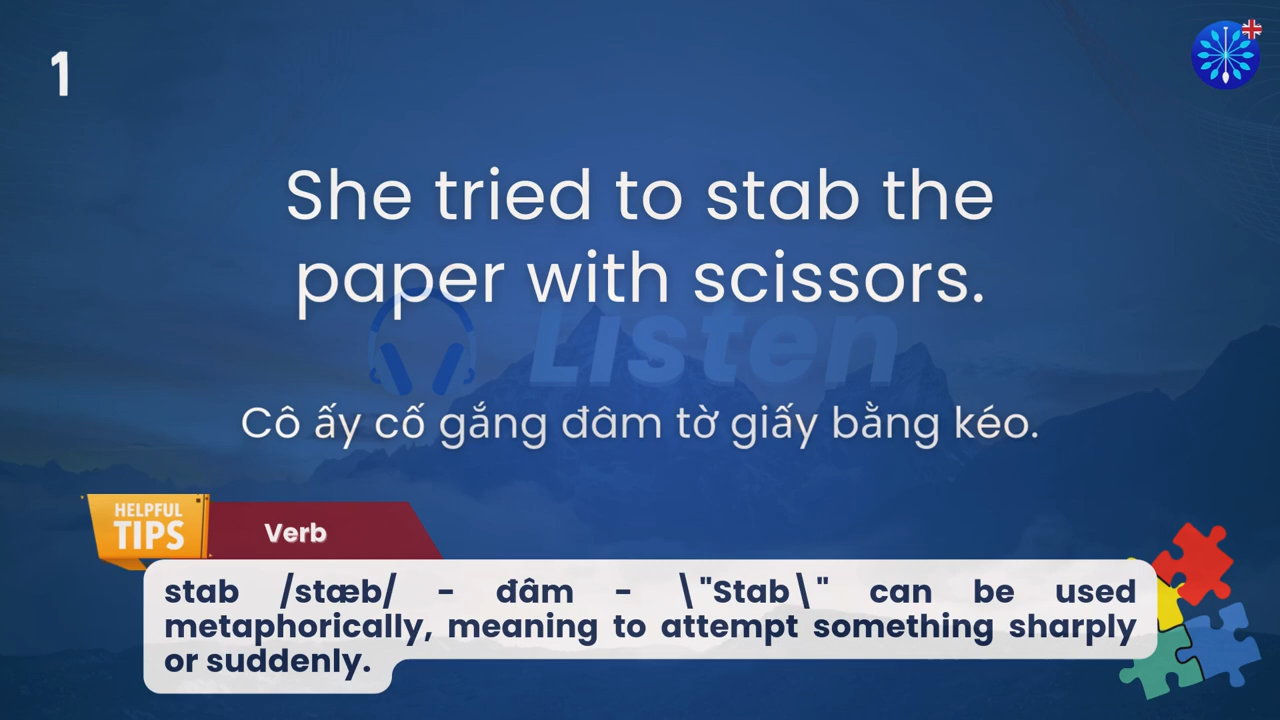 1
She tried to stab the
paper with scissors.
Listen
Cô ấy cố gắng đâm tờ giấy bằng kéo.
HELPFUL
TIPS
Verb
stab /stæb/ - đâm - \"Stab\" can be used
metaphorically, meaning to attempt something sharply
or suddenly.